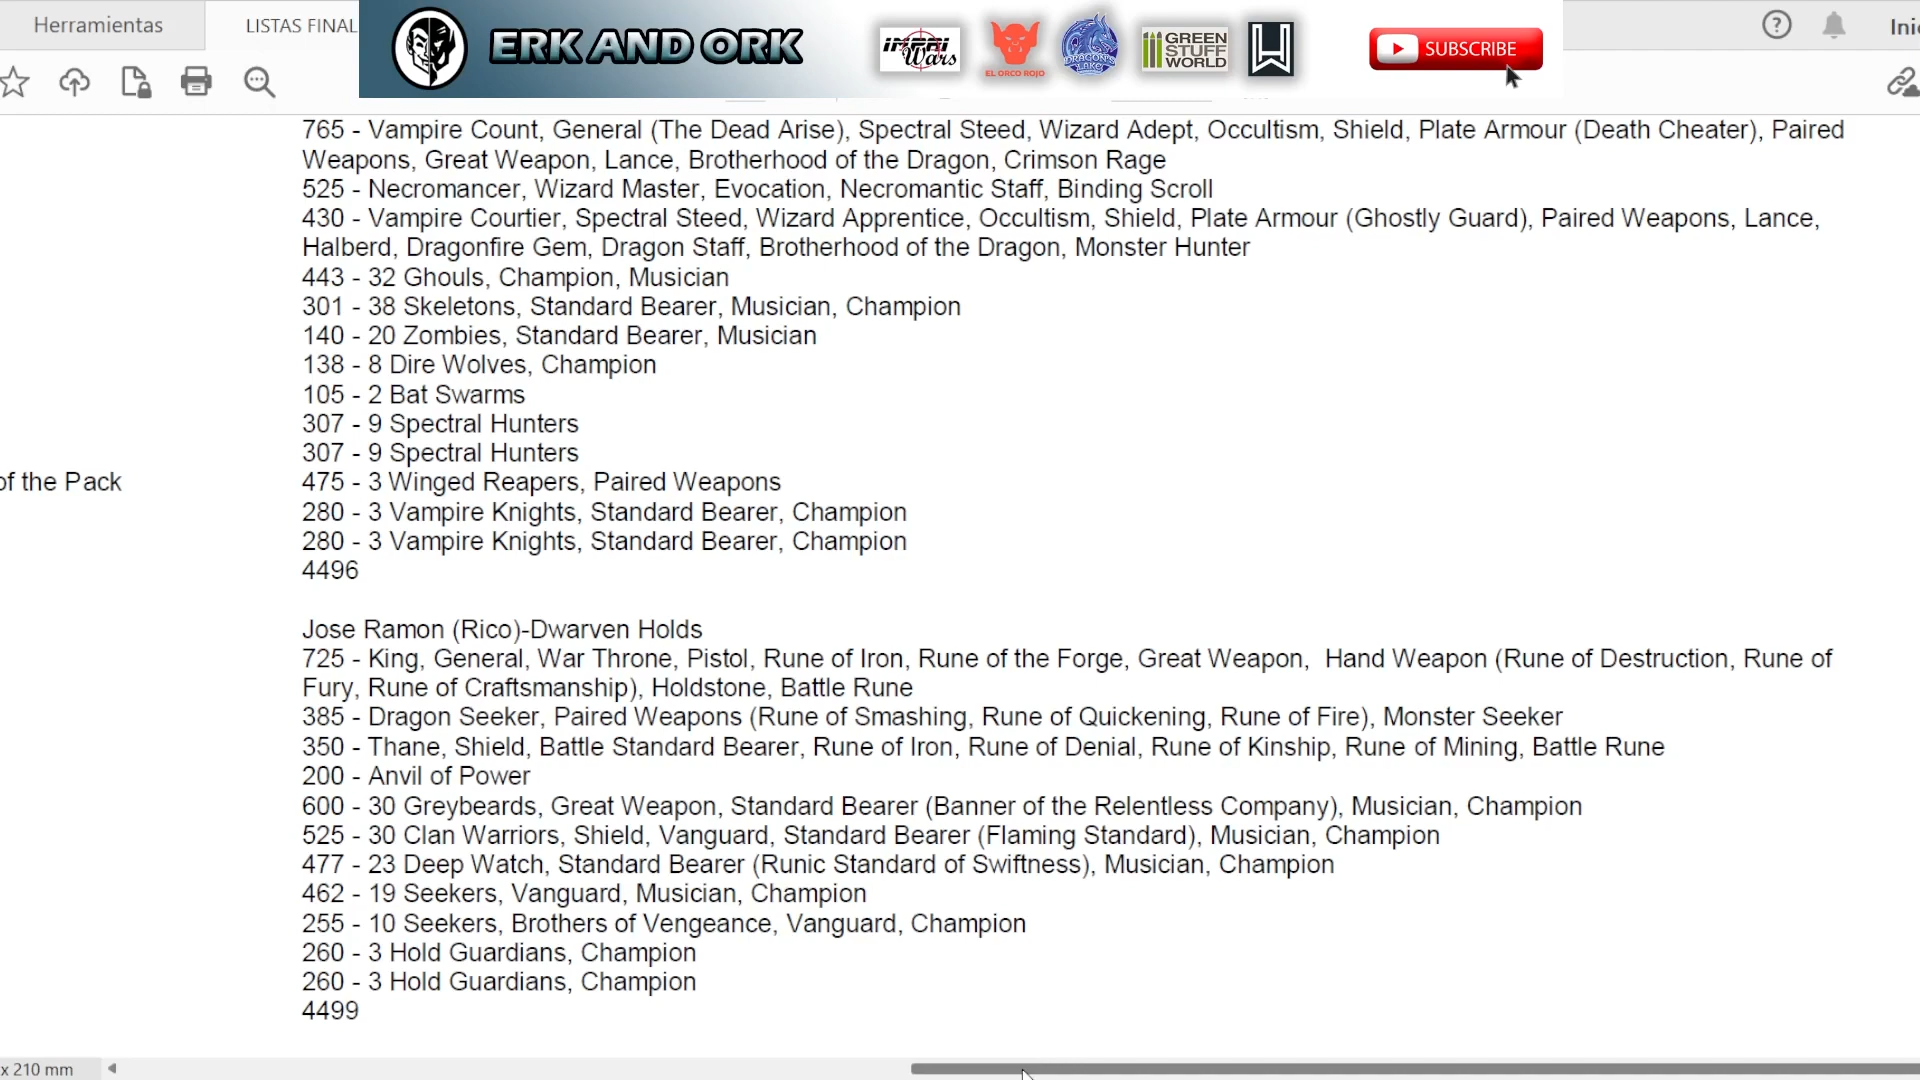 Herramientas
LISTAS FINAL
ERK AND ORK
IMPRI Wars
EL ORCO ROJO
DRAGON'S LAKE
GREEN STUFF WORLD
SUBSCRIBE
Ini
765 - Vampire Count, General (The Dead Arise), Spectral Steed, Wizard Adept, Occultism, Shield, Plate Armour (Death Cheater), Paired
Weapons, Great Weapon, Lance, Brotherhood of the Dragon, Crimson Rage
525 - Necromancer, Wizard Master, Evocation, Necromantic Staff, Binding Scroll
430 - Vampire Courtier, Spectral Steed, Wizard Apprentice, Occultism, Shield, Plate Armour (Ghostly Guard), Paired Weapons, Lance,
Halberd, Dragonfire Gem, Dragon Staff, Brotherhood of the Dragon, Monster Hunter
443 - 32 Ghouls, Champion, Musician
301 - 38 Skeletons, Standard Bearer, Musician, Champion
140 - 20 Zombies, Standard Bearer, Musician
138 - 8 Dire Wolves, Champion
105 - 2 Bat Swarms
307 - 9 Spectral Hunters
307 - 9 Spectral Hunters
of the Pack
475 - 3 Winged Reapers, Paired Weapons
280 - 3 Vampire Knights, Standard Bearer, Champion
280 - 3 Vampire Knights, Standard Bearer, Champion
4496
Jose Ramon (Rico)-Dwarven Holds
725 - King, General, War Throne, Pistol, Rune of Iron, Rune of the Forge, Great Weapon,  Hand Weapon (Rune of Destruction, Rune of
Fury, Rune of Craftsmanship), Holdstone, Battle Rune
385 - Dragon Seeker, Paired Weapons (Rune of Smashing, Rune of Quickening, Rune of Fire), Monster Seeker
350 - Thane, Shield, Battle Standard Bearer, Rune of Iron, Rune of Denial, Rune of Kinship, Rune of Mining, Battle Rune
200 - Anvil of Power
600 - 30 Greybeards, Great Weapon, Standard Bearer (Banner of the Relentless Company), Musician, Champion
525 - 30 Clan Warriors, Shield, Vanguard, Standard Bearer (Flaming Standard), Musician, Champion
477 - 23 Deep Watch, Standard Bearer (Runic Standard of Swiftness), Musician, Champion
462 - 19 Seekers, Vanguard, Musician, Champion
255 - 10 Seekers, Brothers of Vengeance, Vanguard, Champion
260 - 3 Hold Guardians, Champion
260 - 3 Hold Guardians, Champion
4499
x 210 mm